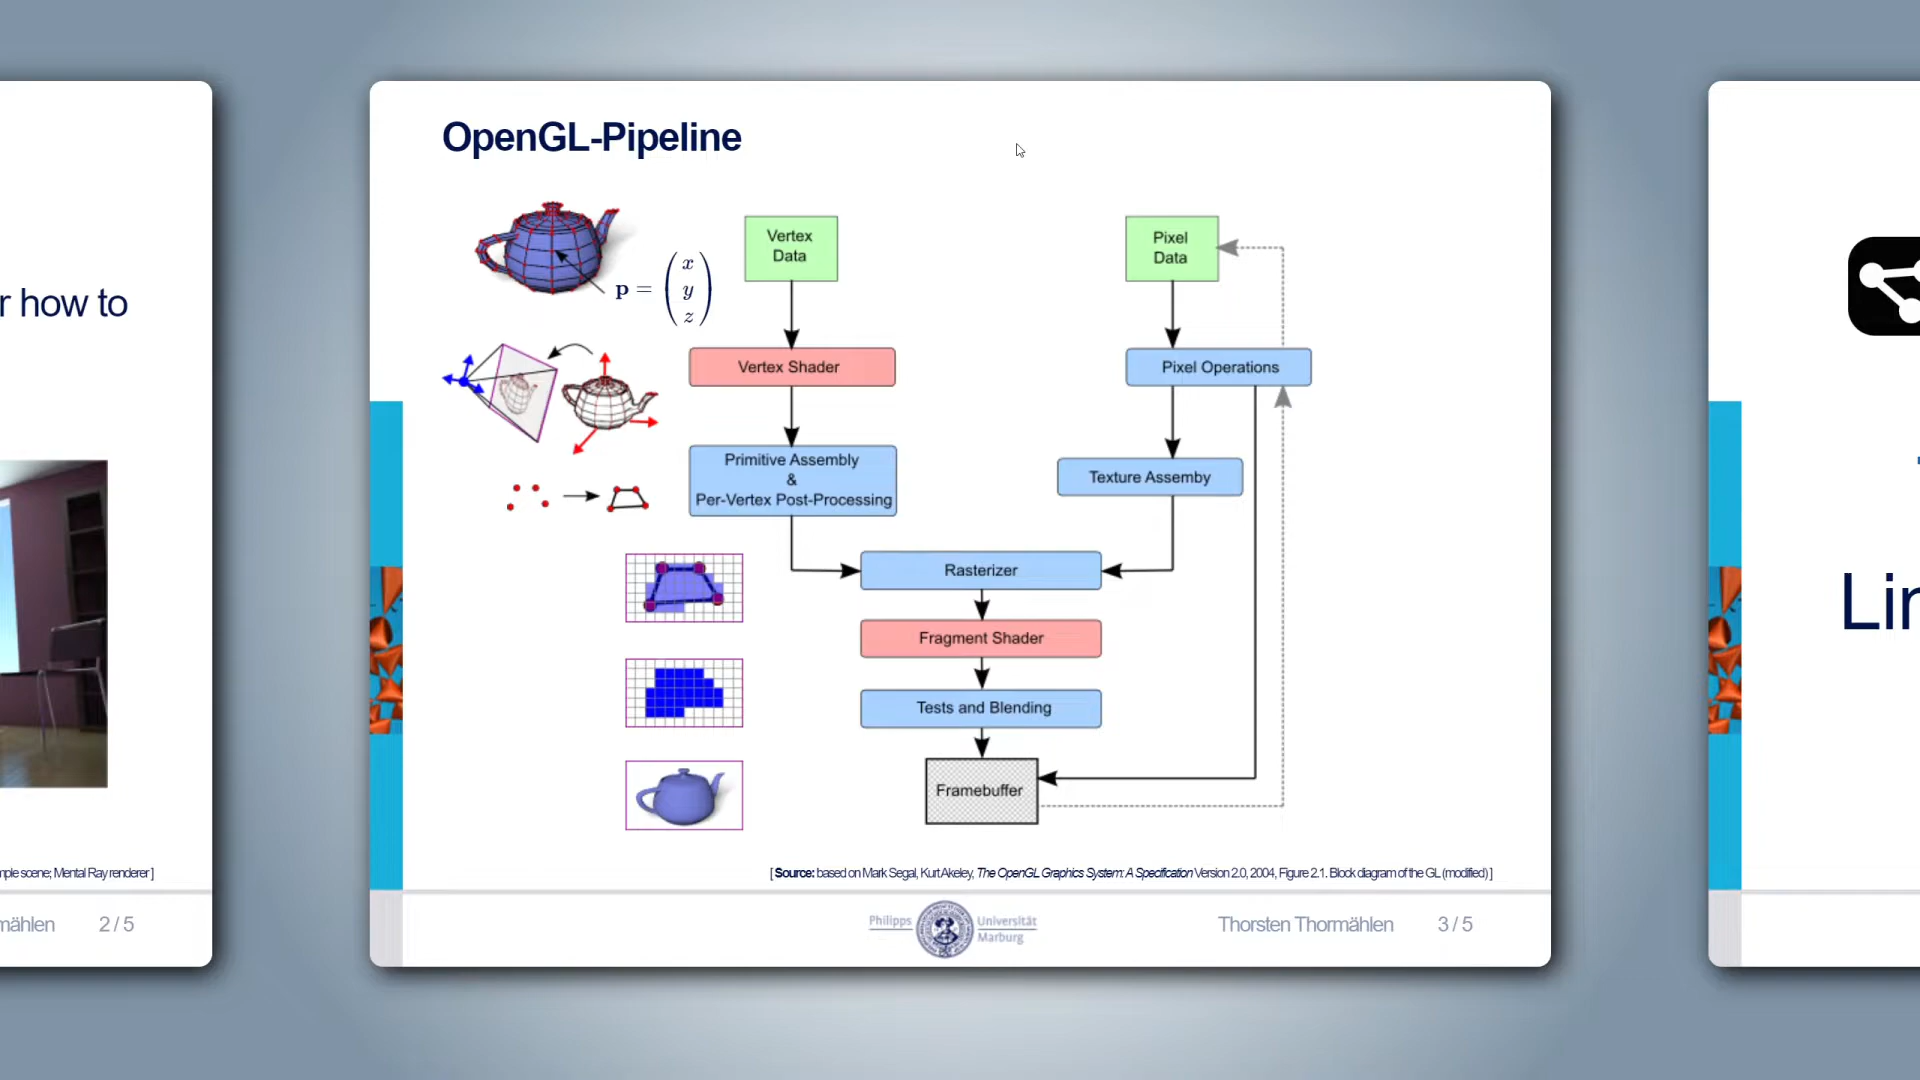 r how to
mple scene; Mental Ray renderer ]
mählen 2 / 5
OpenGL-Pipeline
p = ( x y z )
Vertex
Data
Pixel
Data
Vertex Shader
Pixel Operations
Primitive Assembly
&
Per-Vertex Post-Processing
Texture Assemby
Rasterizer
Fragment Shader
Tests and Blending
Framebuffer
[ Source: based on Mark Segal, Kurt Akeley, The OpenGL Graphics System: A Specification Version 2.0, 2004, Figure 2.1. Block diagram of the GL (modified) ]
Philipps Universität
Marburg
Thorsten Thormählen 3 / 5
Lin